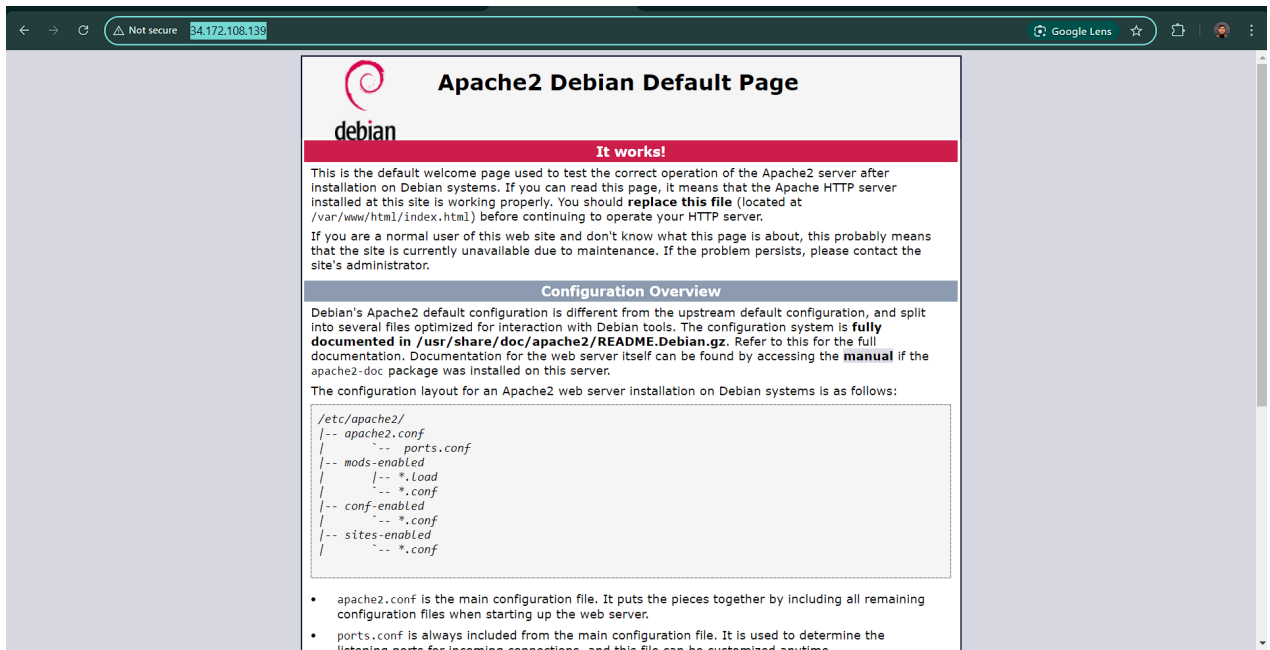 Not secure
34.172.108.139
Google Lens
debian
Apache2 Debian Default Page
It works!
This is the default welcome page used to test the correct operation of the Apache2 server after
installation on Debian systems. If you can read this page, it means that the Apache HTTP server
installed at this site is working properly. You should replace this file (located at
/var/www/html/index.html) before continuing to operate your HTTP server.
If you are a normal user of this web site and don't know what this page is about, this probably means
that the site is currently unavailable due to maintenance. If the problem persists, please contact the
site's administrator.
Configuration Overview
Debian's Apache2 default configuration is different from the upstream default configuration, and split
into several files optimized for interaction with Debian tools. The configuration system is fully
documented in /usr/share/doc/apache2/README.Debian.gz. Refer to this for the full
documentation. Documentation for the web server itself can be found by accessing the manual if the
apache2-doc package was installed on this server.
The configuration layout for an Apache2 web server installation on Debian systems is as follows:
/etc/apache2/
|-- apache2.conf
|       `--  ports.conf
|-- mods-enabled
|       |-- *.load
|       `-- *.conf
|-- conf-enabled
|       `-- *.conf
|-- sites-enabled
|       `-- *.conf
• apache2.conf is the main configuration file. It puts the pieces together by including all remaining
configuration files when starting up the web server.
• ports.conf is always included from the main configuration file. It is used to determine the
listening ports for incoming connections, and this file can be customized anytime.